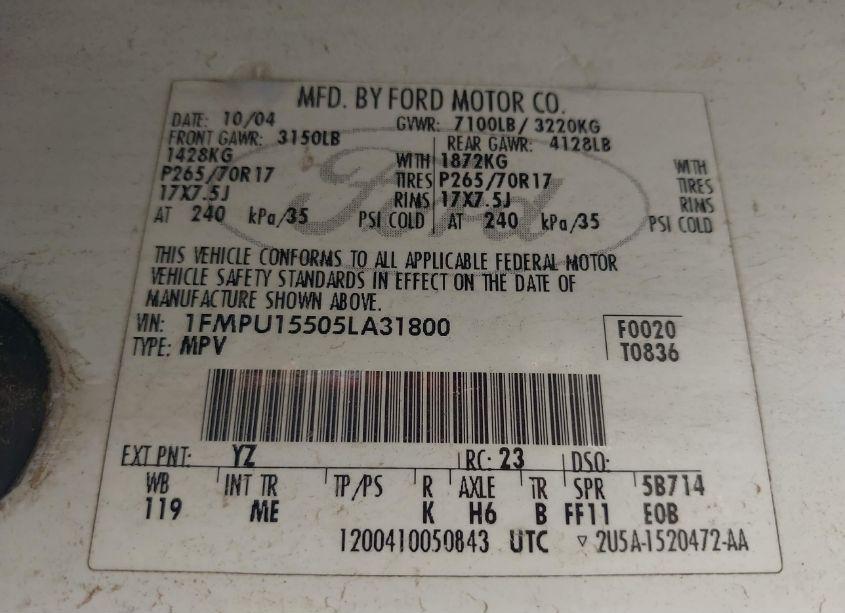 MFD. BY FORD MOTOR CO.
DATE: 10/04 GVWR: 7100LB/ 3220KG
FRONT GAWR: 3150LB REAR GAWR: 4128LB
1428KG WITH 1872KG WITH
P265/70R17 TIRES P265/70R17 TIRES
17X7.5J RIMS 17X7.5J RIMS
AT 240 kPa/35 PSI COLD AT 240 kPa/35 PSI COLD
Ford
THIS VEHICLE CONFORMS TO ALL APPLICABLE FEDERAL MOTOR
VEHICLE SAFETY STANDARDS IN EFFECT ON THE DATE OF
MANUFACTURE SHOWN ABOVE.
VIN: 1FMPU15505LA31800 F0020
TYPE: MPV T0836
EXT PNT: YZ RC: 23 DSO:
WB INT TR TP/PS R AXLE TR SPR 5B714
119 ME K H6 B FF11 EOB
1200410050843 UTC ▽ 2U5A-1520472-AA